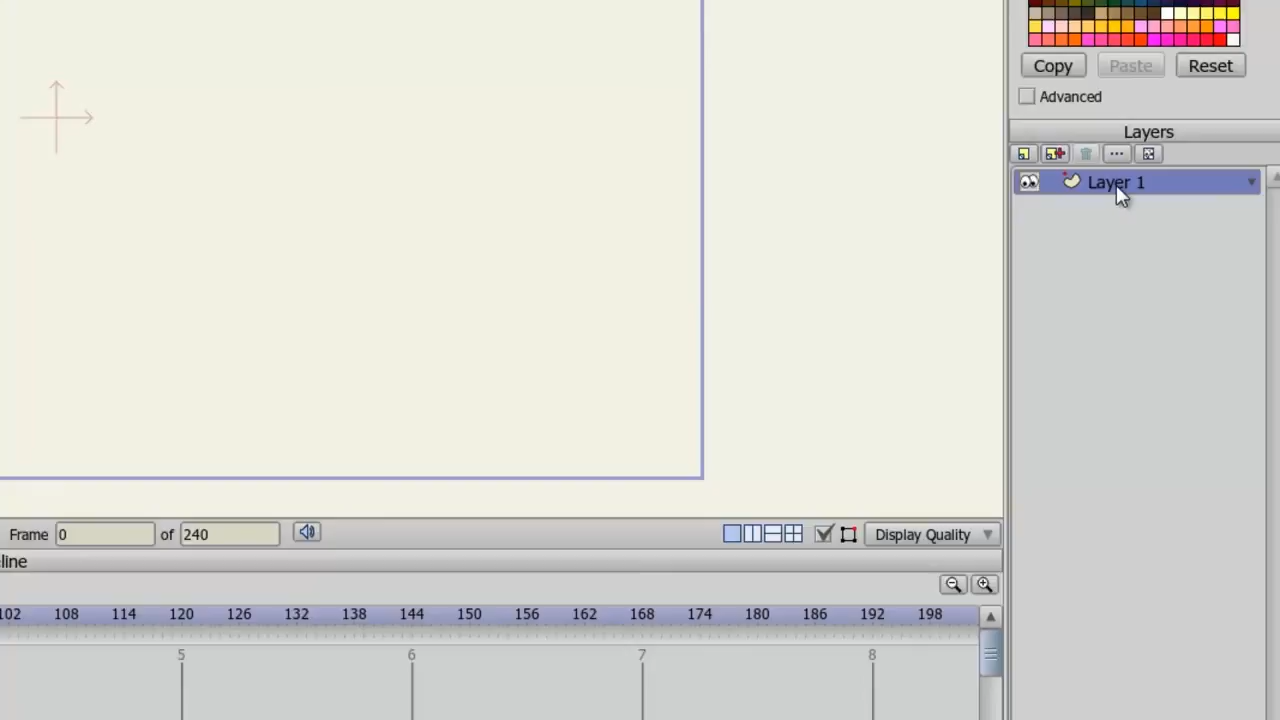 Copy Paste Reset
Advanced
Layers
Layer 1
Frame 0 of 240 Display Quality
line
102 108 114 120 126 132 138 144 150 156 162 168 174 180 186 192 198
5 6 7 8